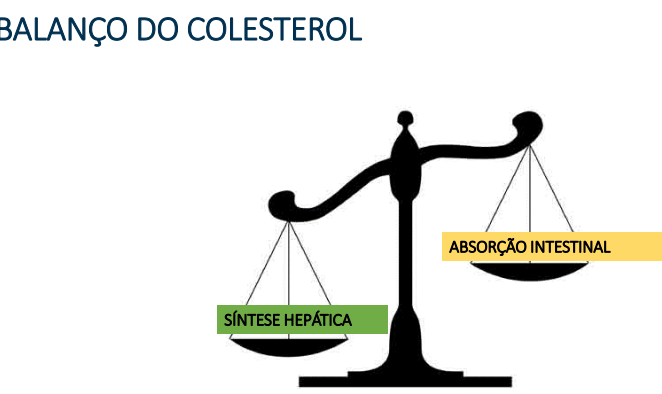 BALANÇO DO COLESTEROL
ABSORÇÃO INTESTINAL
SÍNTESE HEPÁTICA